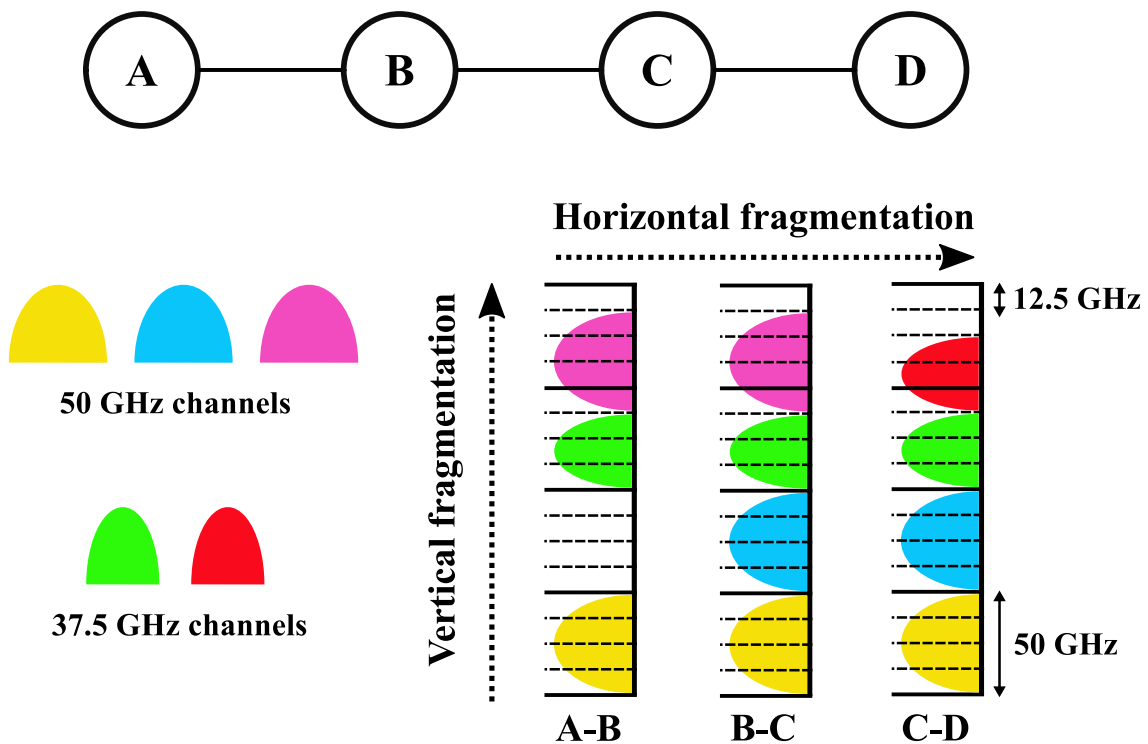 A
B
C
D
Horizontal fragmentation
12.5 GHz
50 GHz channels
Vertical fragmentation
37.5 GHz channels
50 GHz
A-B
B-C
C-D